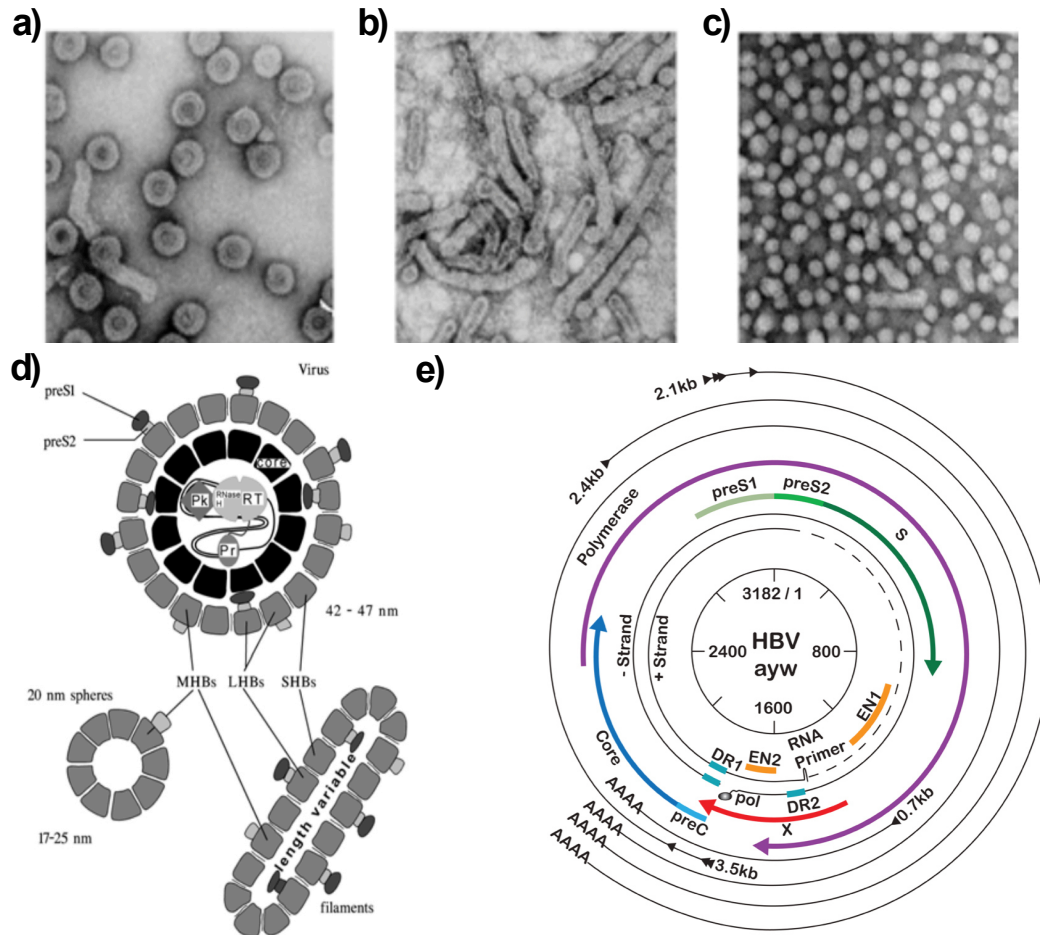 a)
b)
c)
d)
Virus
preS1
preS2
core
Pk
RNase
H
RT
Pr
42 - 47 nm
20 nm spheres
MHBs
LHBs
SHBs
17-25 nm
length variable
filaments
e)
2.1kb
2.4kb
Polymerase
preS1
preS2
S
3182 / 1
- Strand
+ Strand
2400
HBV
ayw
800
1600
EN1
RNA
Primer
EN2
DR1
DR2
pol
Core
preC
X
0.7kb
3.5kb
AAAA
AAAA
AAAA
AAAA